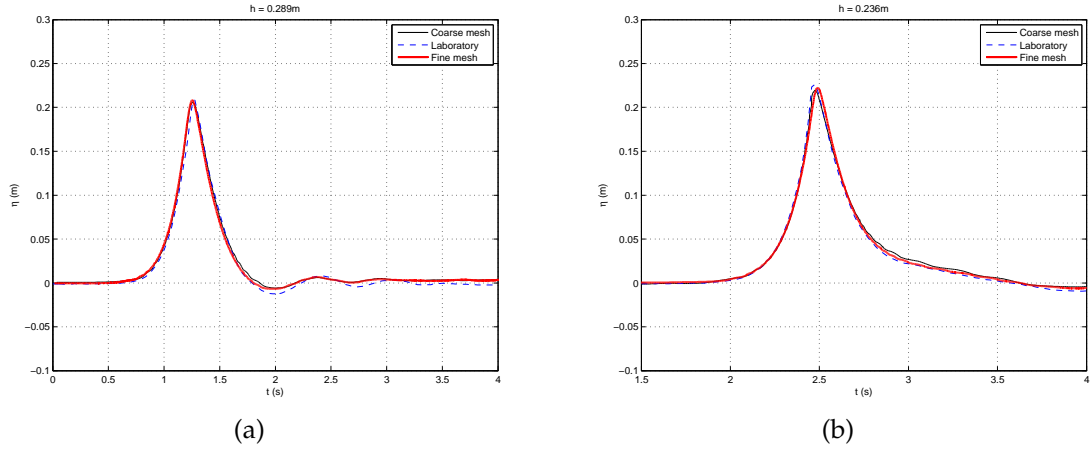 h = 0.289m
0.3
0.25
0.2
0.15
0.1
0.05
0
−0.05
−0.1
η (m)
0
0.5
1
1.5
2
2.5
3
3.5
4
t (s)
Coarse mesh
Laboratory
Fine mesh
(a)
h = 0.236m
0.3
0.25
0.2
0.15
0.1
0.05
0
−0.05
−0.1
η (m)
1.5
2
2.5
3
3.5
4
t (s)
Coarse mesh
Laboratory
Fine mesh
(b)